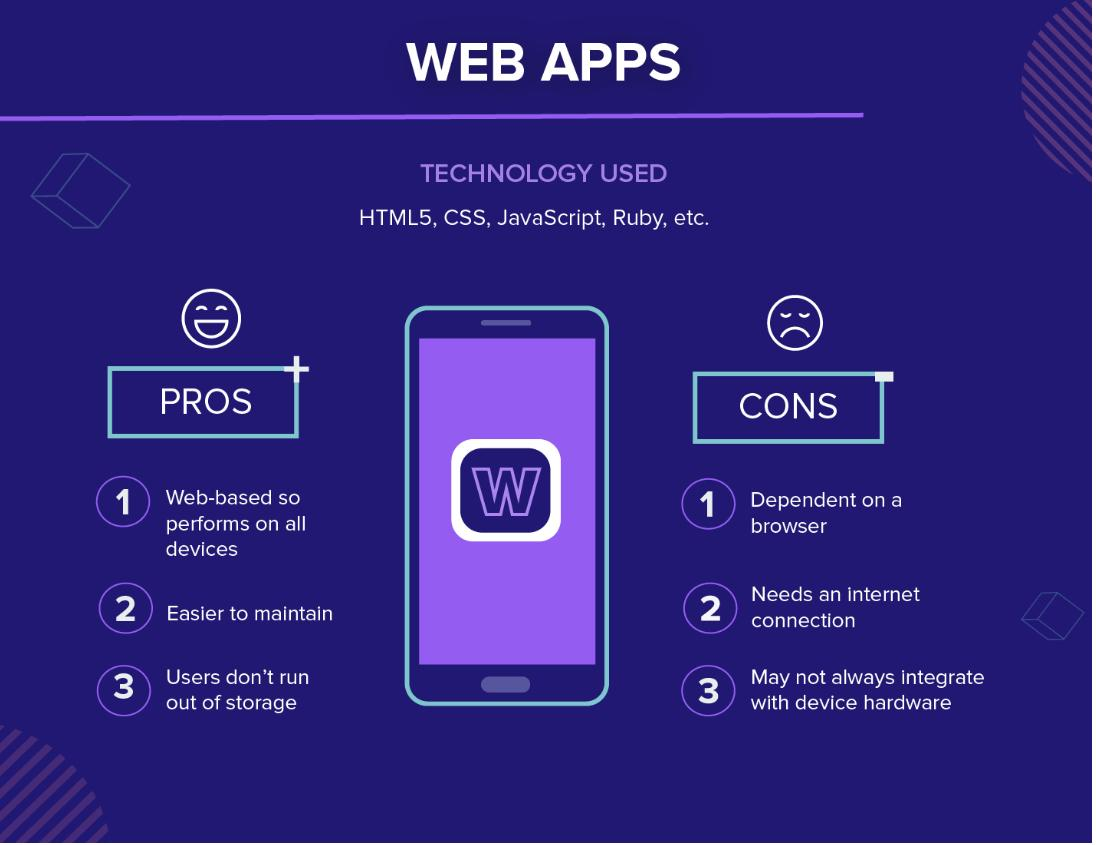 WEB APPS
TECHNOLOGY USED
HTML5, CSS, JavaScript, Ruby, etc.
PROS
1
Web-based so
performs on all
devices
2
Easier to maintain
3
Users don’t run
out of storage
W
CONS
1
Dependent on a
browser
2
Needs an internet
connection
3
May not always integrate
with device hardware